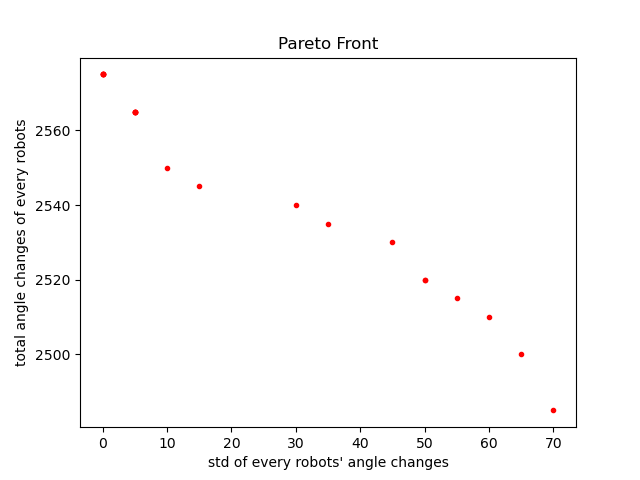 Pareto Front
total angle changes of every robots
2560
2540
2520
2500
0 10 20 30 40 50 60 70
std of every robots' angle changes